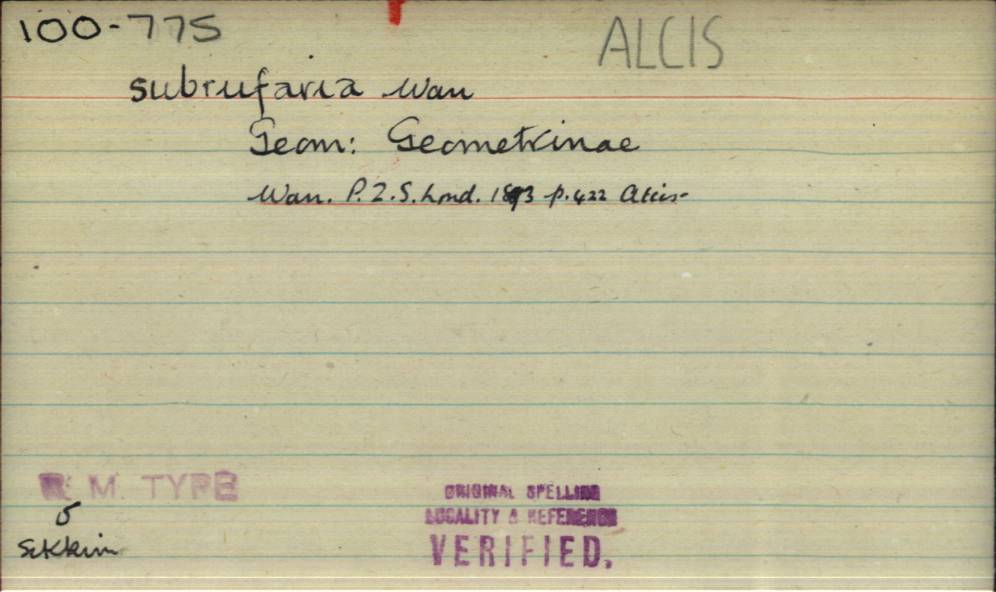 100-775
ALCIS
subrufaria Warr
Geom: Geometrinae
Warr. P.Z.S. Lond. 1893 p.422 Alcis
B. M. TYPE
Sikkim
ORIGINAL SPELLING
LOCALITY & REFERENCE
VERIFIED.